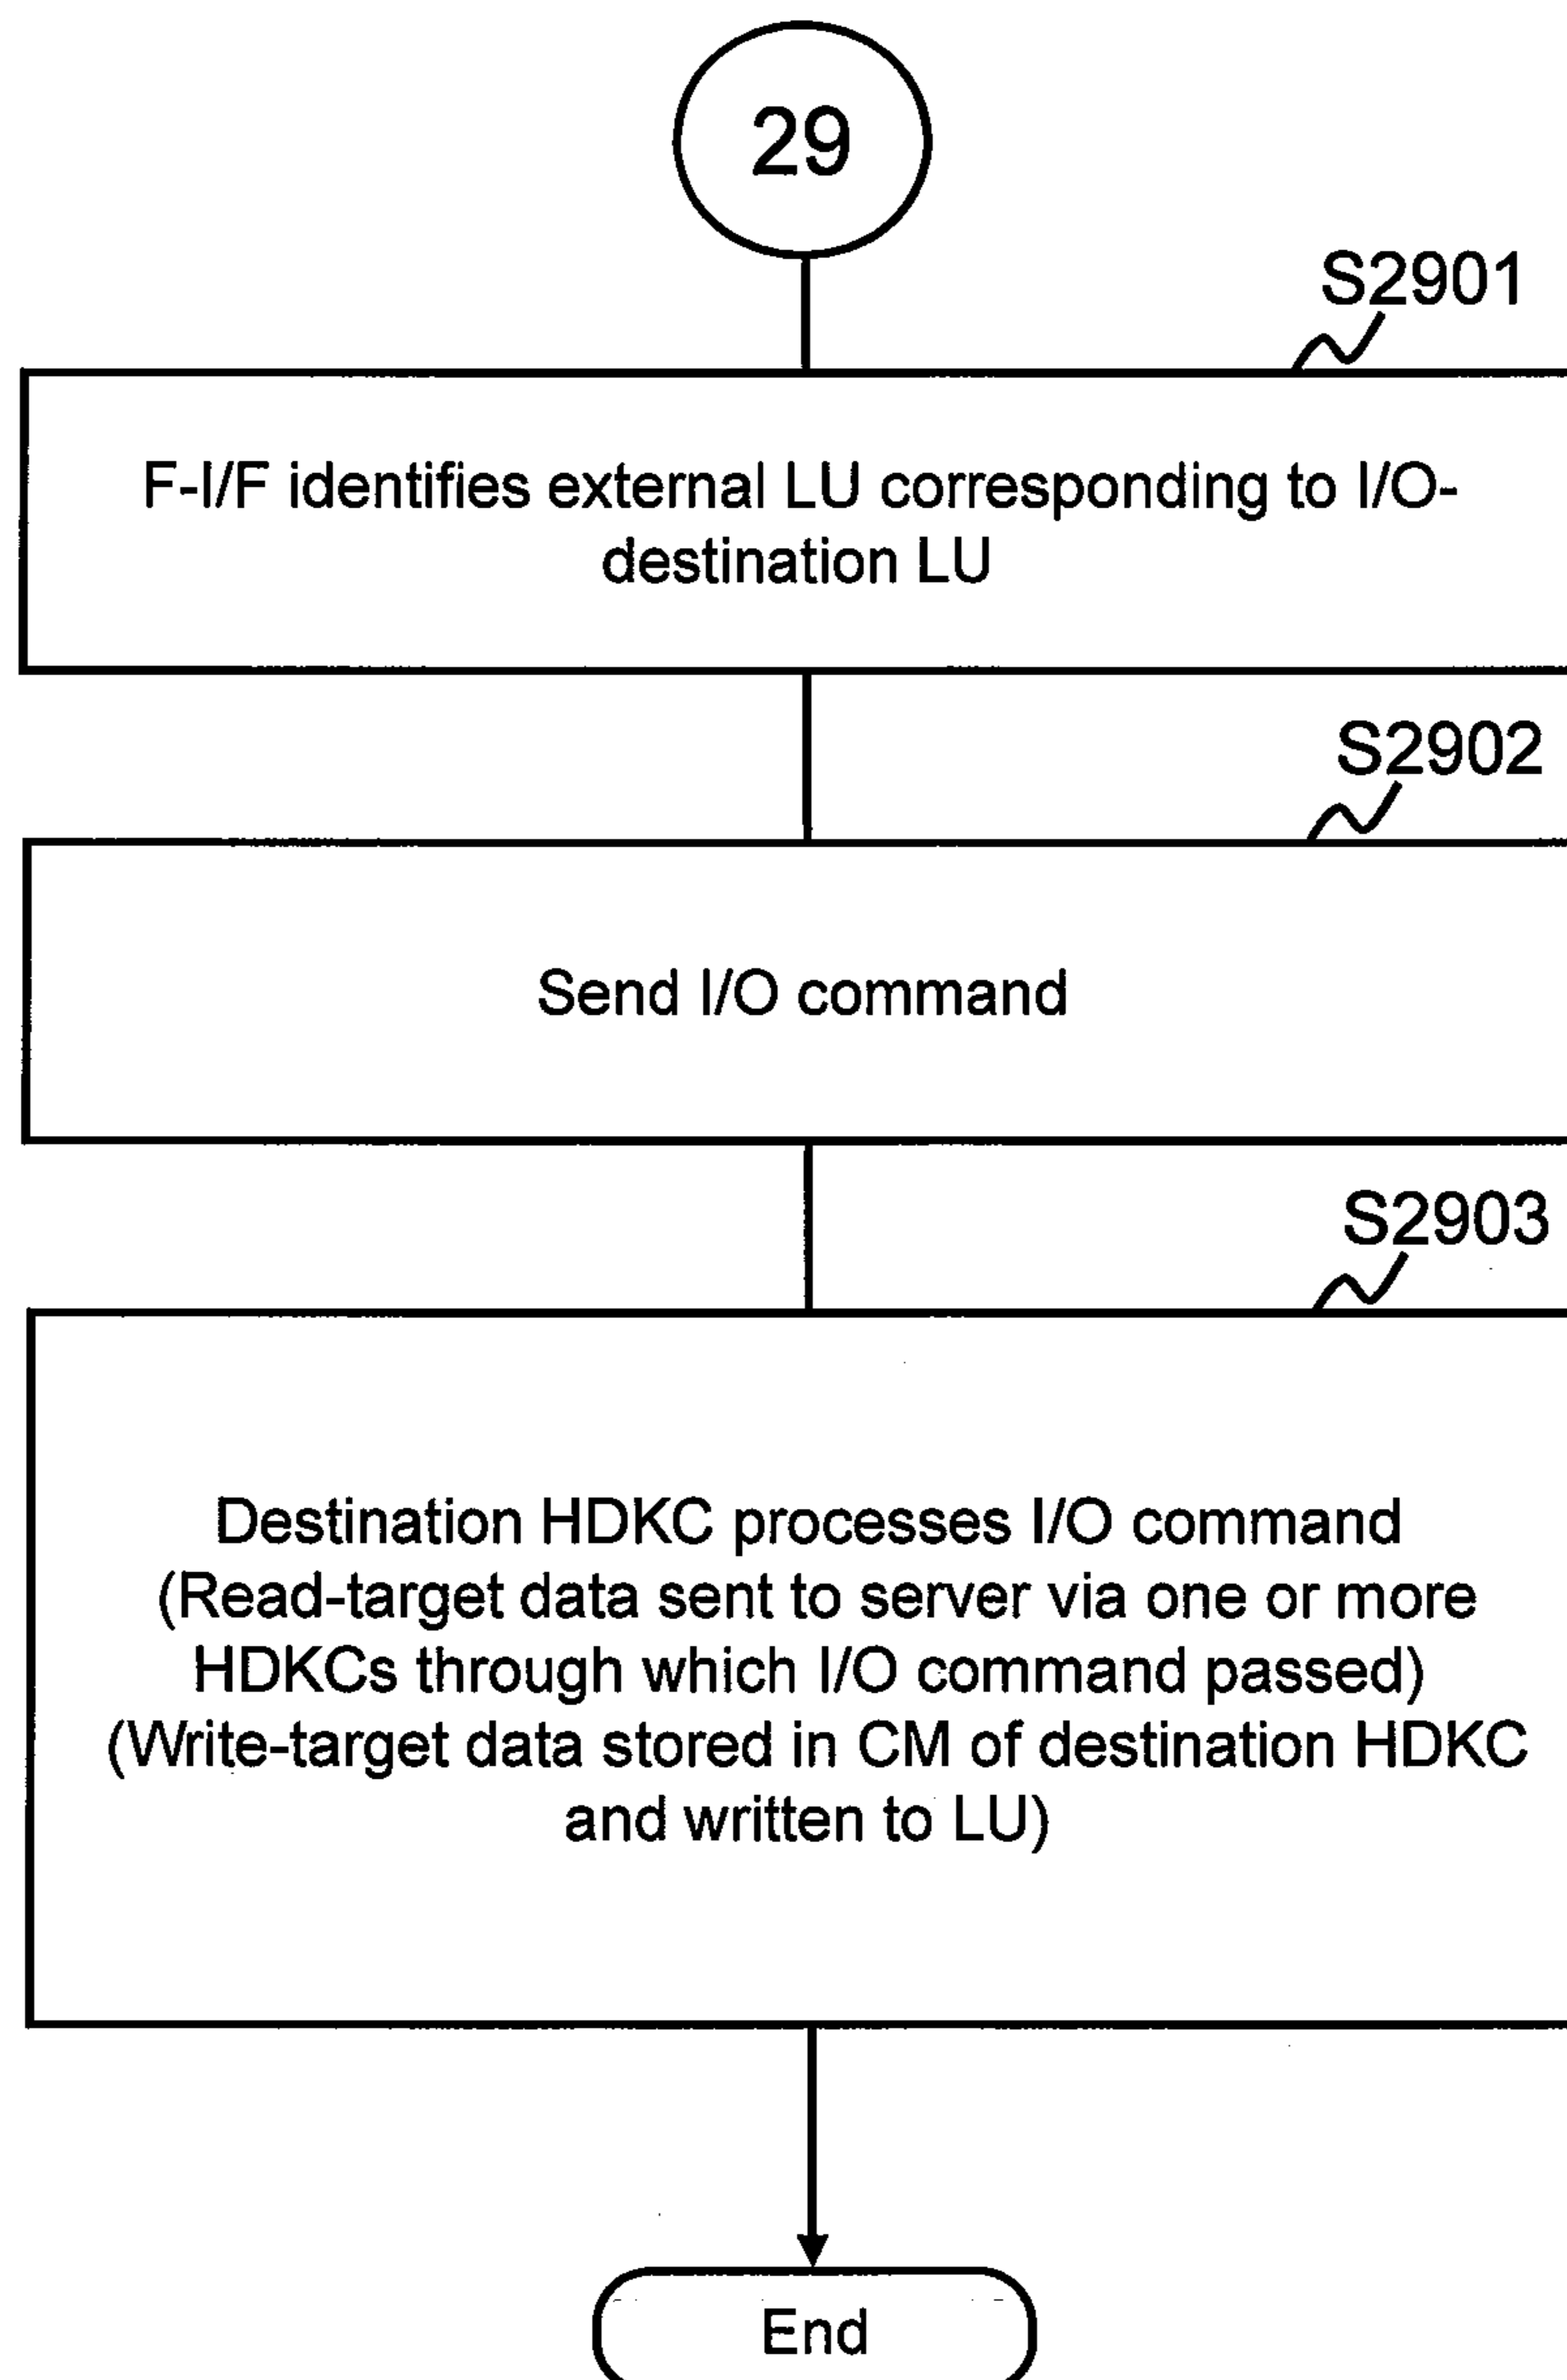 29
S2901
F-I/F identifies external LU corresponding to I/O-
destination LU
S2902
Send I/O command
S2903
Destination HDKC processes I/O command
(Read-target data sent to server via one or more
HDKCs through which I/O command passed)
(Write-target data stored in CM of destination HDKC
and written to LU)
End